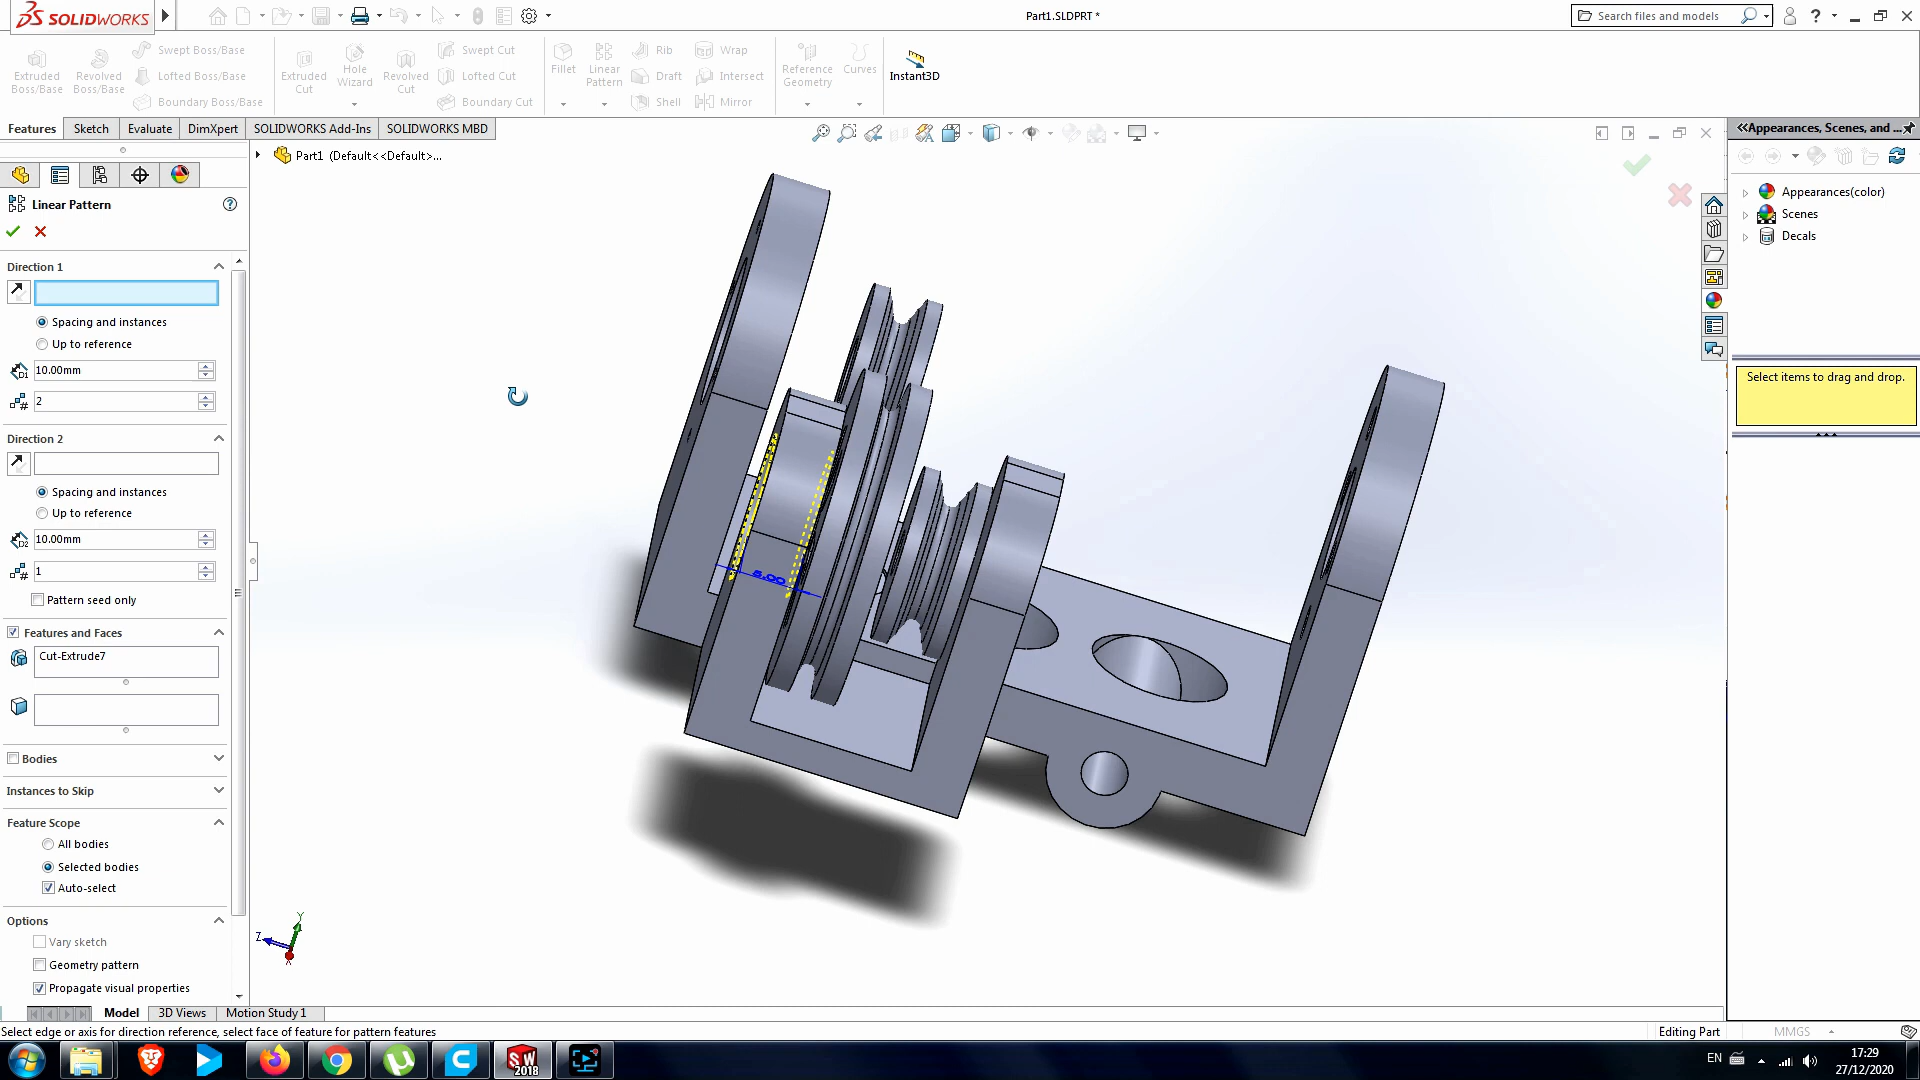 SOLIDWORKS
Part1.SLDPRT *
Search files and models
Extruded Boss/Base
Revolved Boss/Base
Swept Boss/Base
Lofted Boss/Base
Boundary Boss/Base
Extruded Cut
Hole Wizard
Revolved Cut
Swept Cut
Lofted Cut
Boundary Cut
Fillet
Linear Pattern
Rib
Draft
Shell
Wrap
Intersect
Mirror
Reference Geometry
Curves
Instant3D
Features
Sketch
Evaluate
DimXpert
SOLIDWORKS Add-Ins
SOLIDWORKS MBD
Part1 (Default<<Default>...
Linear Pattern
Direction 1
Spacing and instances
Up to reference
10.00mm
2
Direction 2
Spacing and instances
Up to reference
10.00mm
1
Pattern seed only
Features and Faces
Cut-Extrude7
Bodies
Instances to Skip
Feature Scope
All bodies
Selected bodies
Auto-select
Options
Vary sketch
Geometry pattern
Propagate visual properties
5.00
Y
Z
X
Appearances, Scenes, and ...
Appearances(color)
Scenes
Decals
Select items to drag and drop.
Model
3D Views
Motion Study 1
Select edge or axis for direction reference, select face of feature for pattern features
Editing Part
MMGS
SW
2018
EN
17:29
27/12/2020